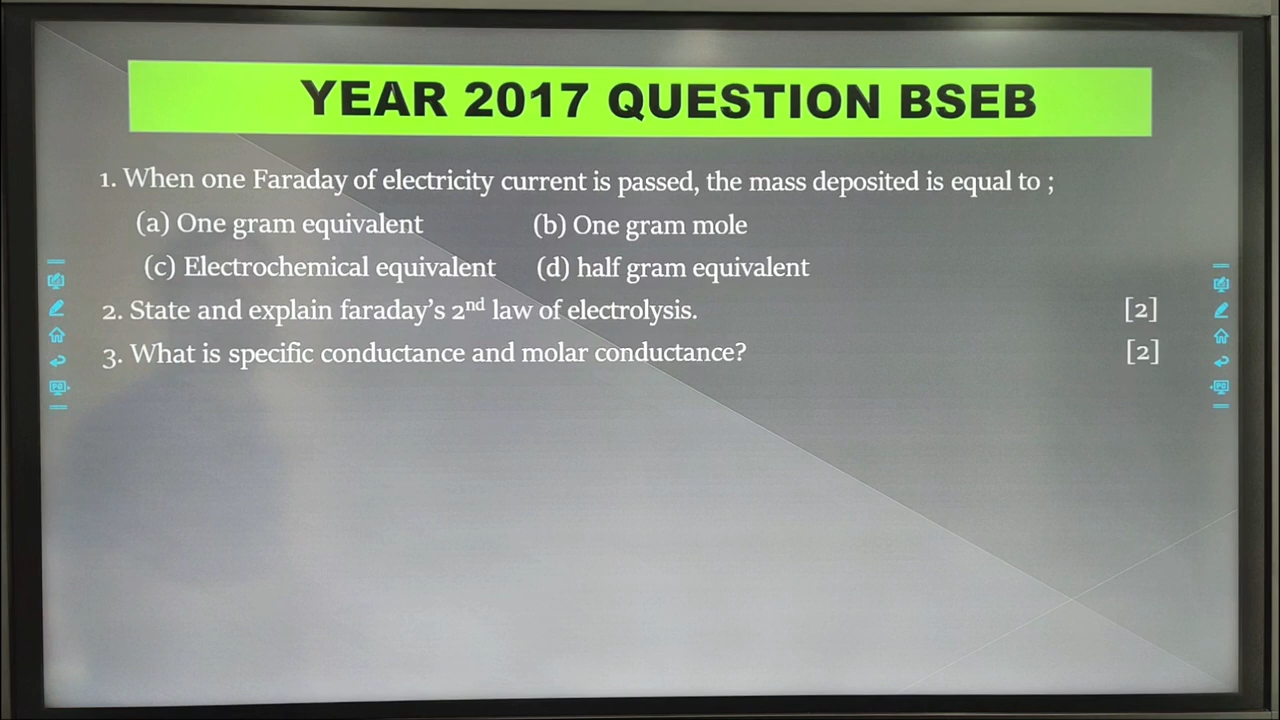 YEAR 2017 QUESTION BSEB
1. When one Faraday of electricity current is passed, the mass deposited is equal to ;
(a) One gram equivalent (b) One gram mole
(c) Electrochemical equivalent (d) half gram equivalent
2. State and explain faraday's 2nd law of electrolysis. [2]
3. What is specific conductance and molar conductance? [2]